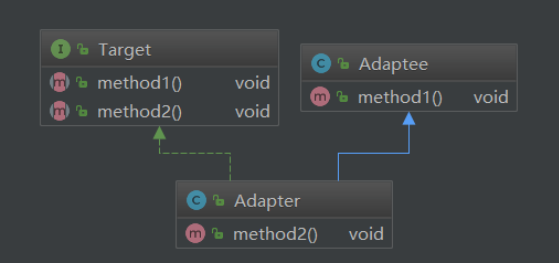 I Target
m method1() void
m method2() void
C Adaptee
m method1() void
C Adapter
m method2() void